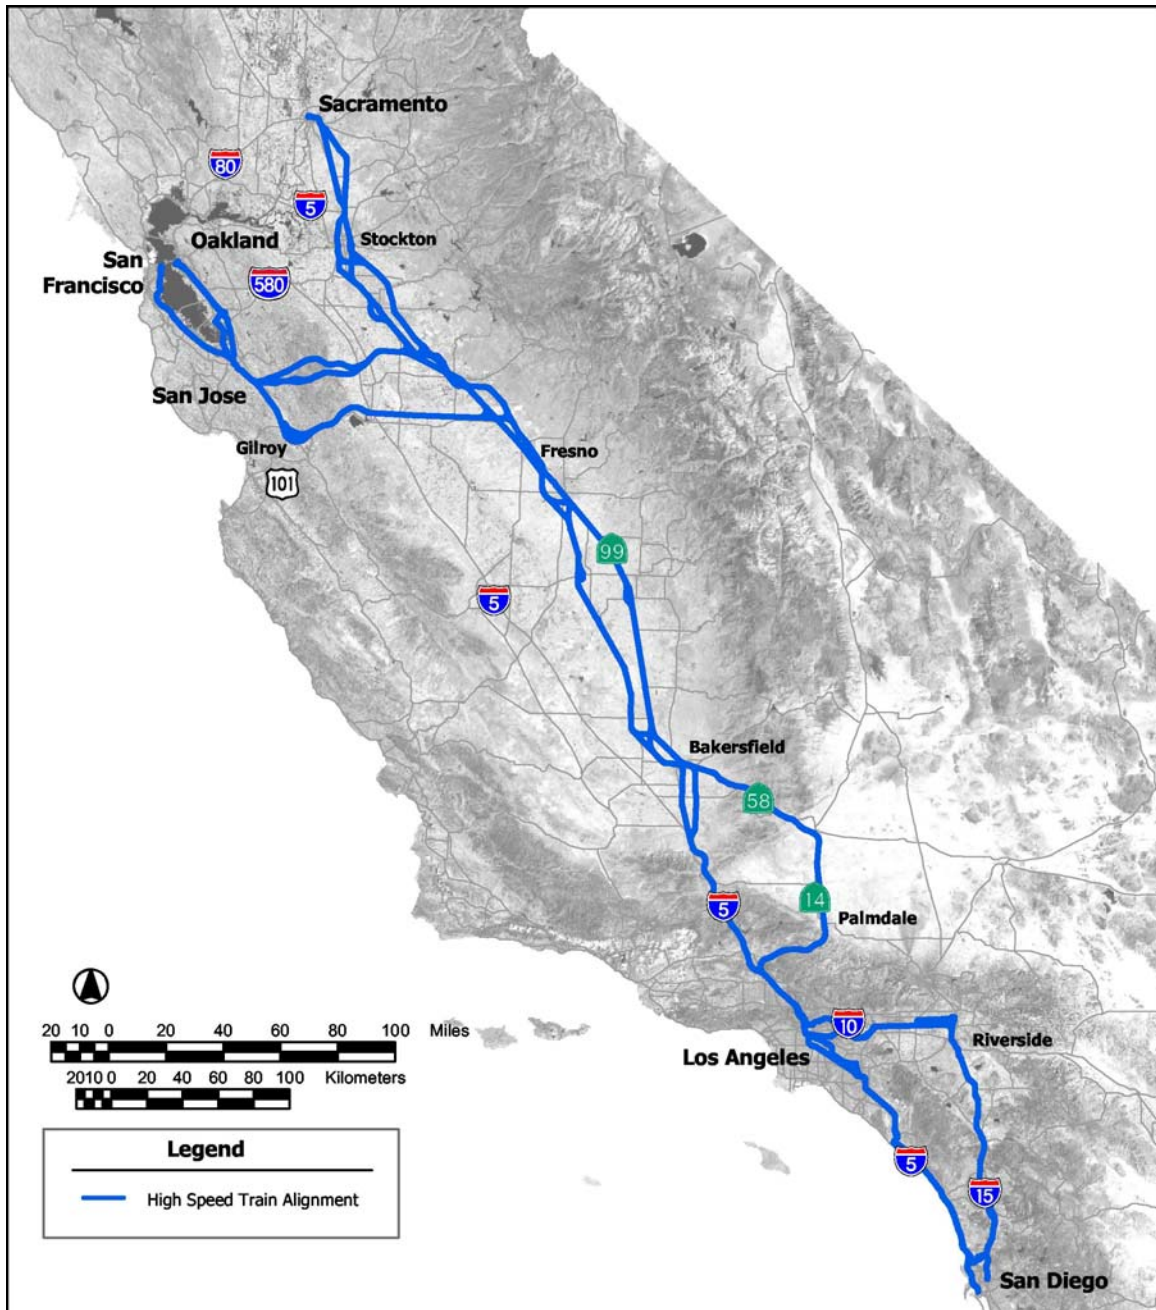 Sacramento
80
5
Stockton
Oakland
San
Francisco
580
San Jose
Gilroy
101
Fresno
99
5
Bakersfield
58
5
14
Palmdale
20 10 0 20 40 60 80 100 Miles
2010 0 20 40 60 80 100 Kilometers
10
Riverside
Los Angeles
Legend
High Speed Train Alignment
5
15
San Diego